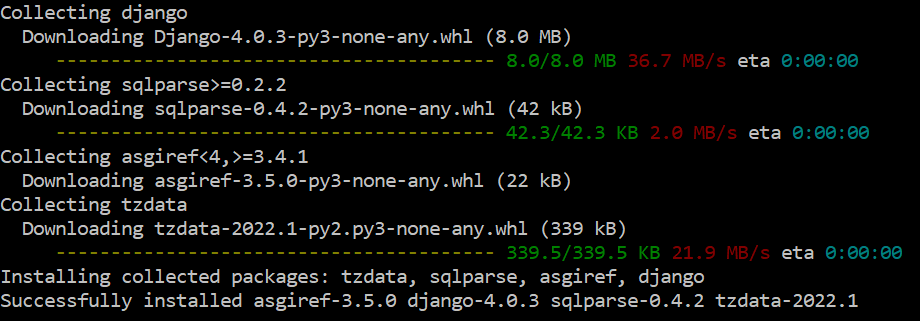 Collecting django
  Downloading Django-4.0.3-py3-none-any.whl (8.0 MB)
     ---------------------------------------- 8.0/8.0 MB 36.7 MB/s eta 0:00:00
Collecting sqlparse>=0.2.2
  Downloading sqlparse-0.4.2-py3-none-any.whl (42 kB)
     ---------------------------------------- 42.3/42.3 KB 2.0 MB/s eta 0:00:00
Collecting asgiref<4,>=3.4.1
  Downloading asgiref-3.5.0-py3-none-any.whl (22 kB)
Collecting tzdata
  Downloading tzdata-2022.1-py2.py3-none-any.whl (339 kB)
     ---------------------------------------- 339.5/339.5 KB 21.9 MB/s eta 0:00:00
Installing collected packages: tzdata, sqlparse, asgiref, django
Successfully installed asgiref-3.5.0 django-4.0.3 sqlparse-0.4.2 tzdata-2022.1